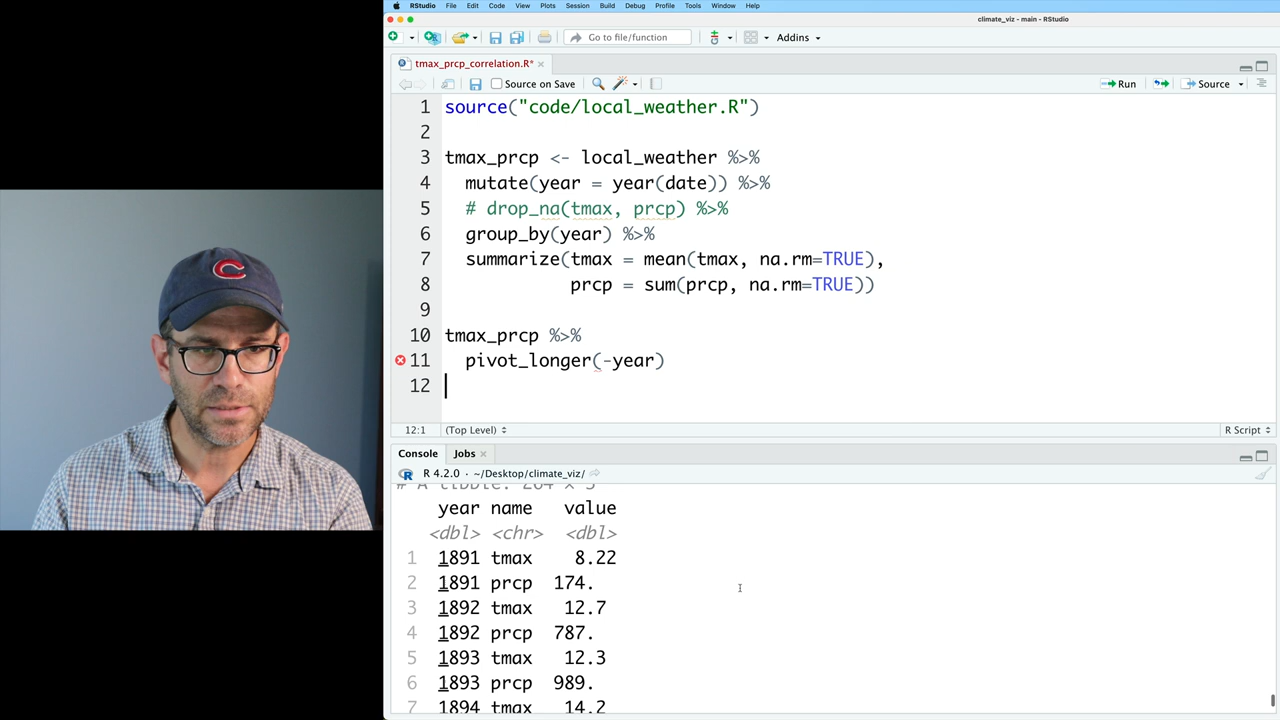 RStudio File Edit Code View Plots Session Build Debug Profile Tools Window Help
climate_viz - main - RStudio
Go to file/function Addins
tmax_prcp_correlation.R*
Source on Save Run Source
1 source("code/local_weather.R")
2
3 tmax_prcp <- local_weather %>%
4 mutate(year = year(date)) %>%
5 # drop_na(tmax, prcp) %>%
6 group_by(year) %>%
7 summarize(tmax = mean(tmax, na.rm=TRUE),
8 prcp = sum(prcp, na.rm=TRUE))
9
10 tmax_prcp %>%
11 pivot_longer(-year)
12
12:1 (Top Level) R Script
Console Jobs
R 4.2.0 · ~/Desktop/climate_viz/
# A tibble: 264 x 3
year name value
<dbl> <chr> <dbl>
1 1891 tmax 8.22
2 1891 prcp 174.
3 1892 tmax 12.7
4 1892 prcp 787.
5 1893 tmax 12.3
6 1893 prcp 989.
7 1894 tmax 14.2